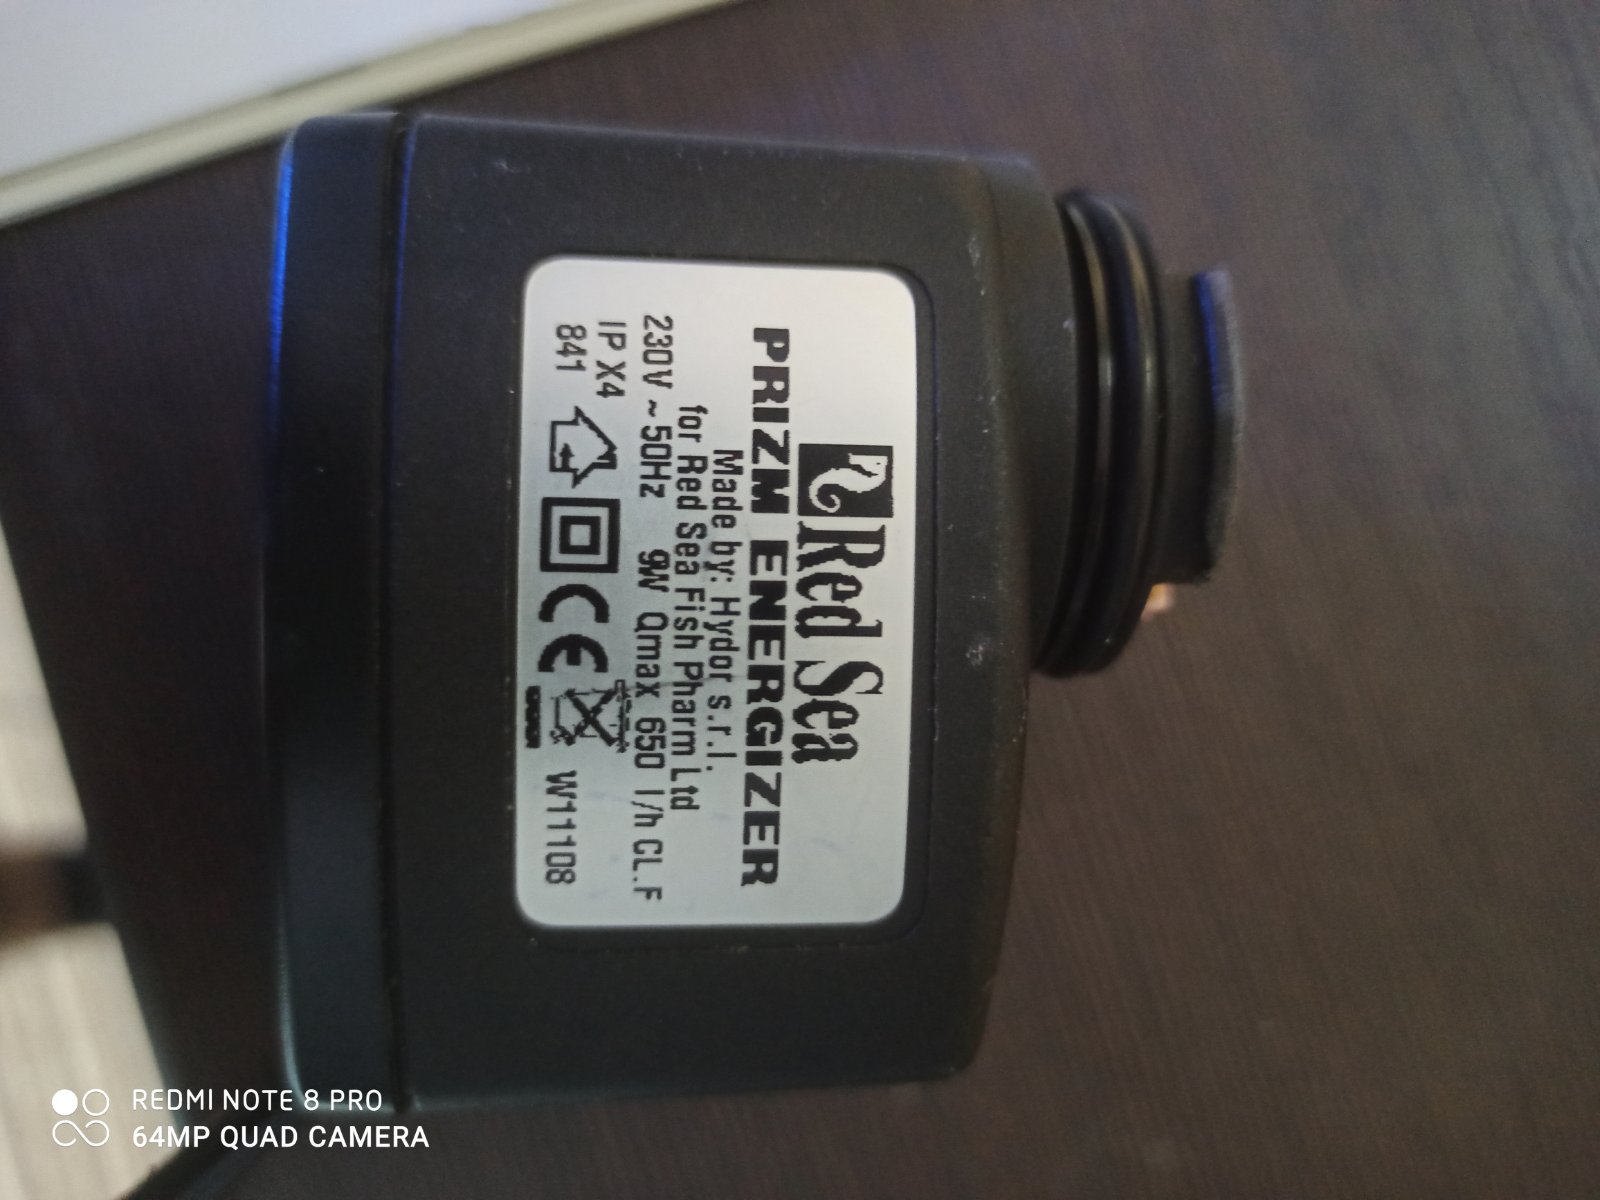 Red Sea
PRIZM ENERGIZER
Made by: Hydor s.r.l.
for Red Sea Fish Pharm Ltd
230V ~ 50Hz 9W Qmax 650 l/h CL.F
IP X4
841 CE W11108
REDMI NOTE 8 PRO
64MP QUAD CAMERA